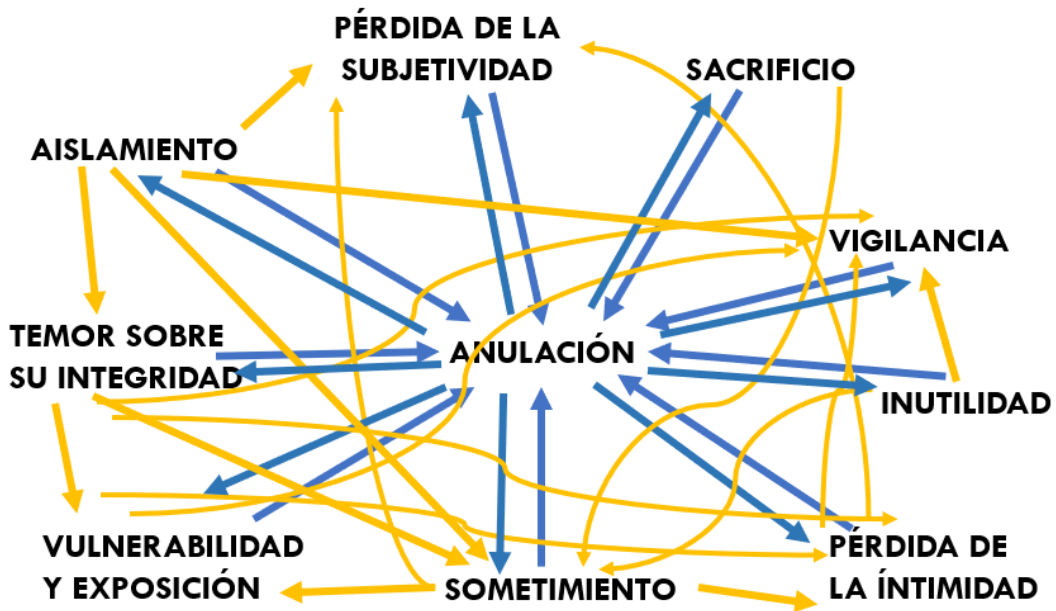 PÉRDIDA DE LA
SUBJETIVIDAD
SACRIFICIO
AISLAMIENTO
VIGILANCIA
TEMOR SOBRE
SU INTEGRIDAD
ANULACIÓN
INUTILIDAD
VULNERABILIDAD
Y EXPOSICIÓN
SOMETIMIENTO
PÉRDIDA DE
LA ÍNTIMIDAD